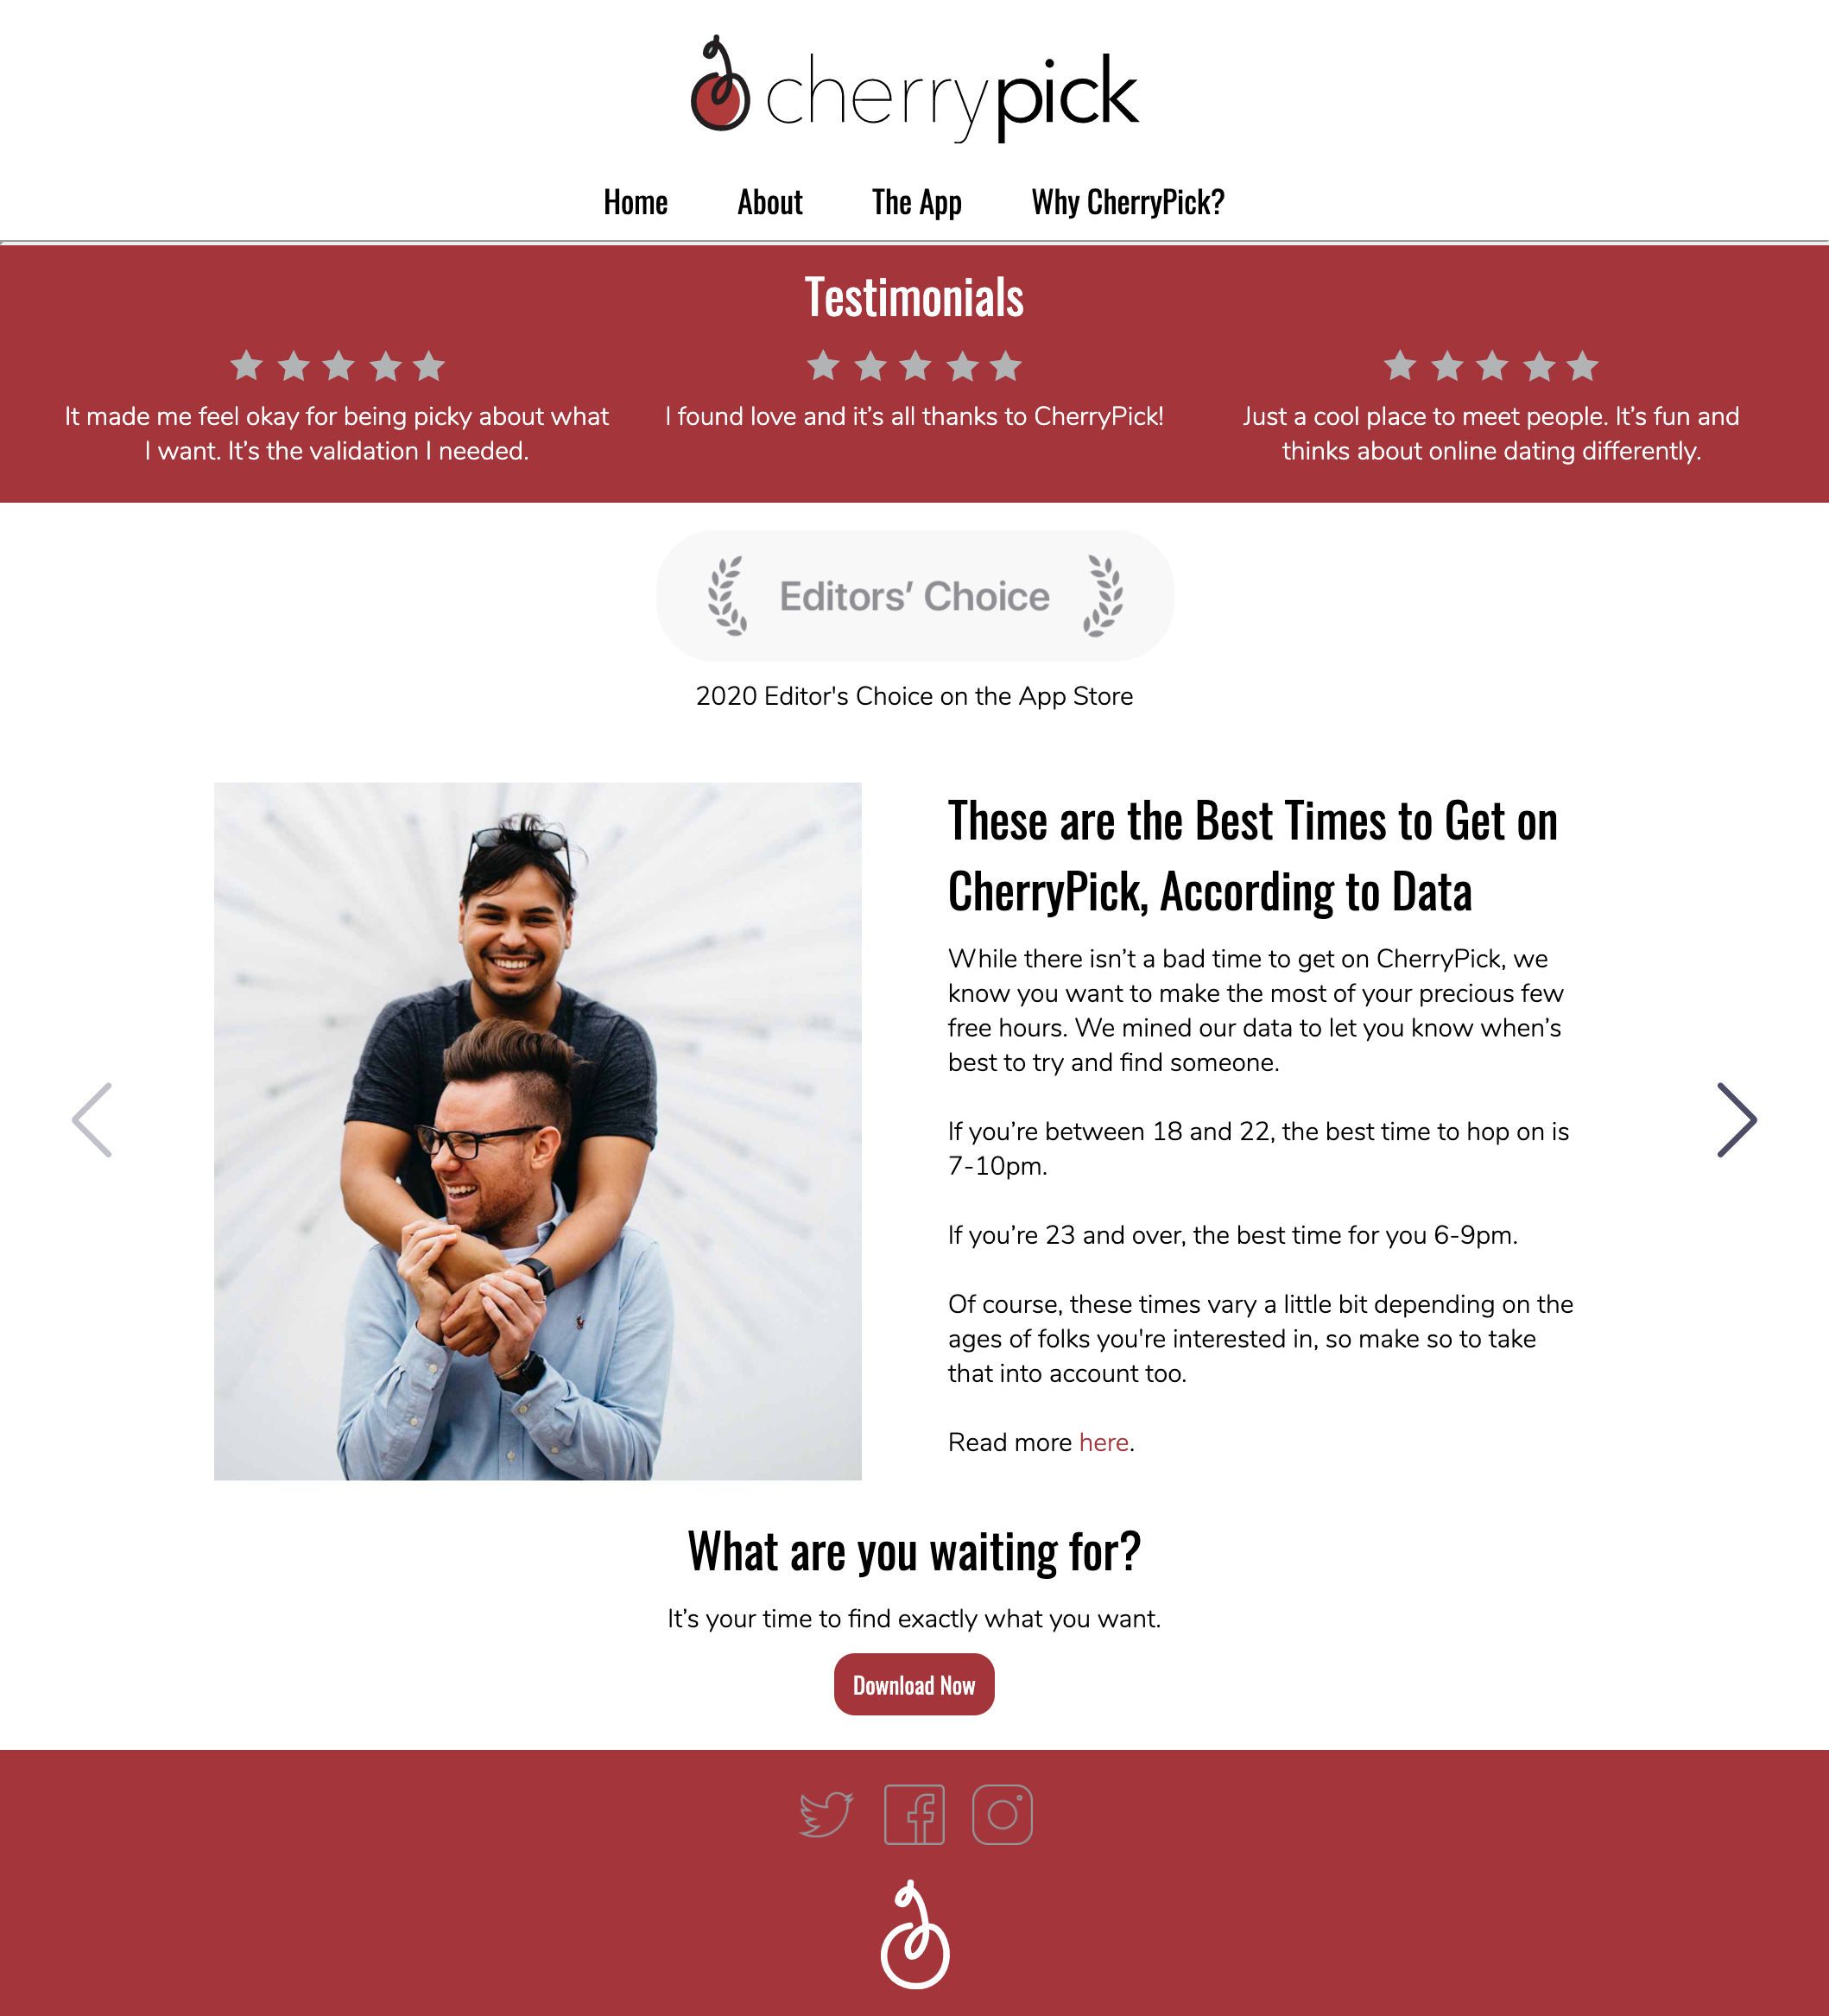 cherrypick
Home About The App Why CherryPick?
Testimonials
It made me feel okay for being picky about what
I want. It’s the validation I needed.
I found love and it’s all thanks to CherryPick!
Just a cool place to meet people. It’s fun and
thinks about online dating differently.
Editors’ Choice
2020 Editor's Choice on the App Store
These are the Best Times to Get on
CherryPick, According to Data
While there isn’t a bad time to get on CherryPick, we
know you want to make the most of your precious few
free hours. We mined our data to let you know when’s
best to try and find someone.
If you’re between 18 and 22, the best time to hop on is
7-10pm.
If you’re 23 and over, the best time for you 6-9pm.
Of course, these times vary a little bit depending on the
ages of folks you're interested in, so make so to take
that into account too.
Read more here.
What are you waiting for?
It’s your time to find exactly what you want.
Download Now